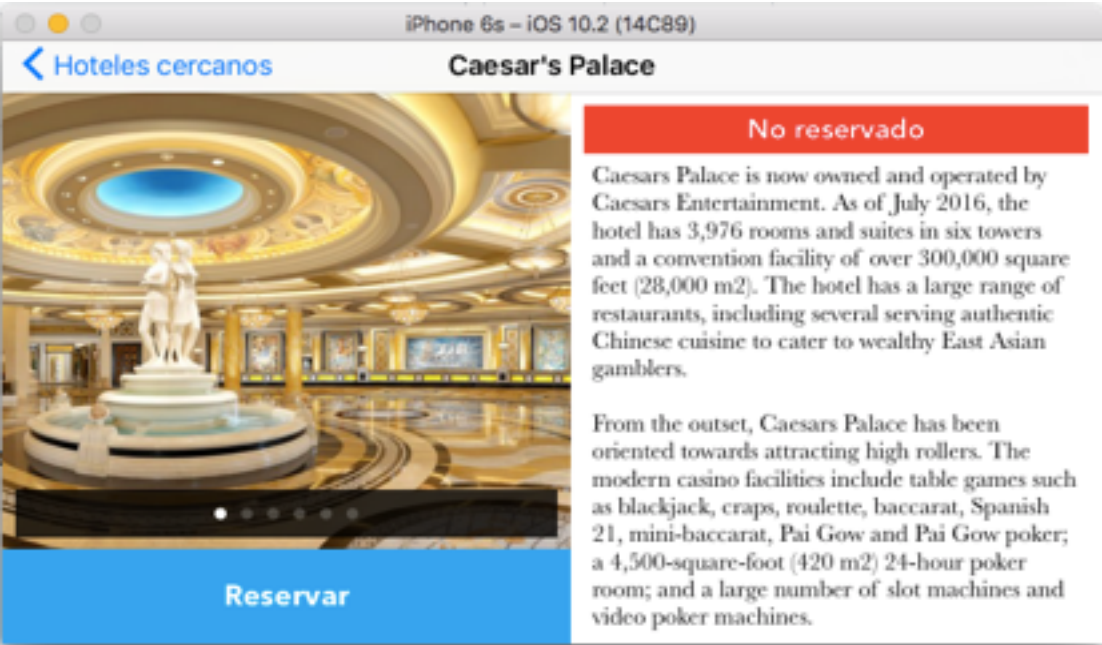 iPhone 6s – iOS 10.2 (14C89)
Hoteles cercanos
Caesar's Palace
No reservado
Caesars Palace is now owned and operated by
Caesars Entertainment. As of July 2016, the
hotel has 3,976 rooms and suites in six towers
and a convention facility of over 300,000 square
feet (28,000 m2). The hotel has a large range of
restaurants, including several serving authentic
Chinese cuisine to cater to wealthy East Asian
gamblers.
From the outset, Caesars Palace has been
oriented towards attracting high rollers. The
modern casino facilities include table games such
as blackjack, craps, roulette, baccarat, Spanish
21, mini-baccarat, Pai Gow and Pai Gow poker;
a 4,500-square-foot (420 m2) 24-hour poker
room; and a large number of slot machines and
video poker machines.
Reservar